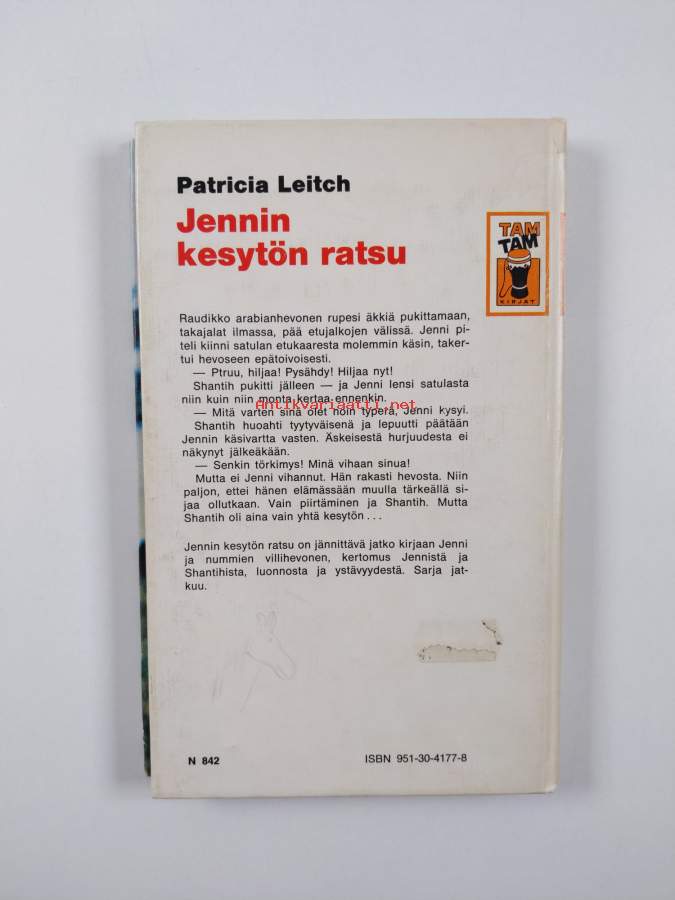 Patricia Leitch
Jennin
kesytön ratsu
TAM
TAM
KIRJAT
Raudikko arabianhevonen rupesi äkkiä pukittamaan,
takajalat ilmassa, pää etujalkojen välissä. Jenni pi-
teli kiinni satulan etukaaresta molemmin käsin, taker-
tui hevoseen epätoivoisesti.
— Ptruu, hiljaa! Pysähdy! Hiljaa nyt!
Shantih pukitti jälleen — ja Jenni lensi satulasta
niin kuin niin monta kertaa ennenkin.
Antikvariaatti.net
— Mitä varten sinä olet noin typerä, Jenni kysyi.
Shantih huoahti tyytyväisenä ja lepuutti päätään
Jennin käsivartta vasten. Äskeisestä hurjuudesta ei
näkynyt jälkeäkään.
— Senkin törkimys! Minä vihaan sinua!
Mutta ei Jenni vihannut. Hän rakasti hevosta. Niin
paljon, ettei hänen elämässään muulla tärkeällä si-
jaa ollutkaan. Vain piirtäminen ja Shantih. Mutta
Shantih oli aina vain yhtä kesytön...
Jennin kesytön ratsu on jännittävä jatko kirjaan Jenni
ja nummien villihevonen, kertomus Jennistä ja
Shantihista, luonnosta ja ystävyydestä. Sarja jat-
kuu.
N 842
ISBN 951-30-4177-8